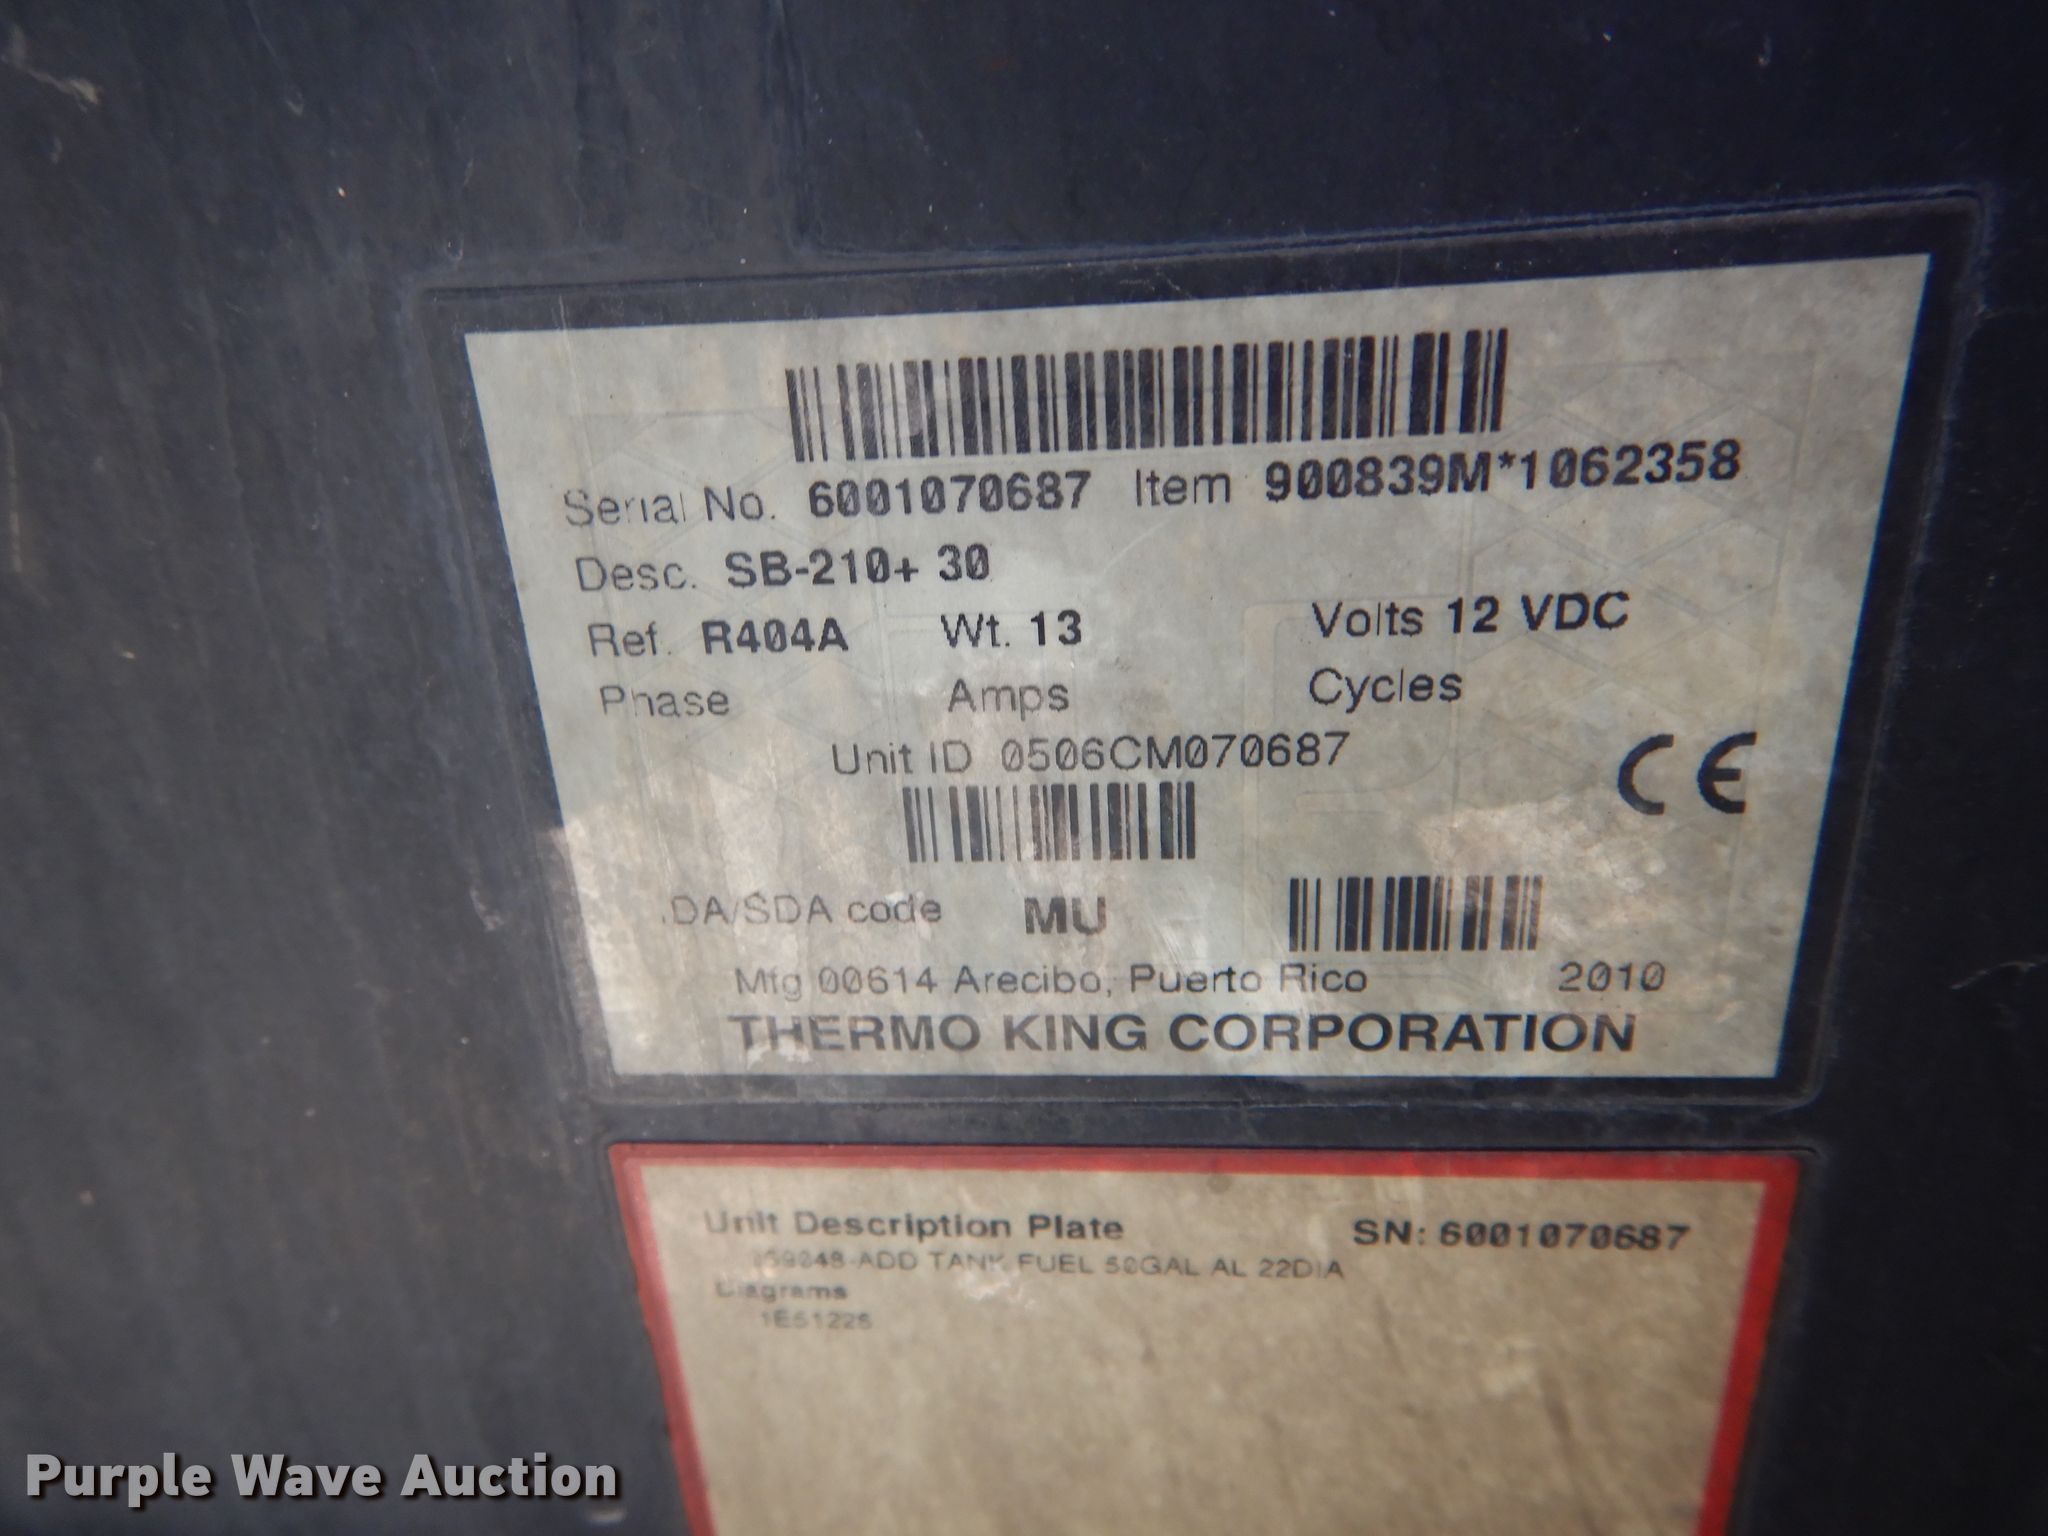 Serial No. 6001070687 Item 900839M*1062358
Desc. SB-210+ 30
Ref. R404A Wt. 13 Volts 12 VDC
Phase Amps Cycles
Unit ID 0506CM070687
CE
DA/SDA code MU
Mfg 00614 Arecibo, Puerto Rico 2010
THERMO KING CORPORATION
Unit Description Plate SN: 6001070687
ADD TANK FUEL 50GAL AL 22DIA
Diagrams
Purple Wave Auction